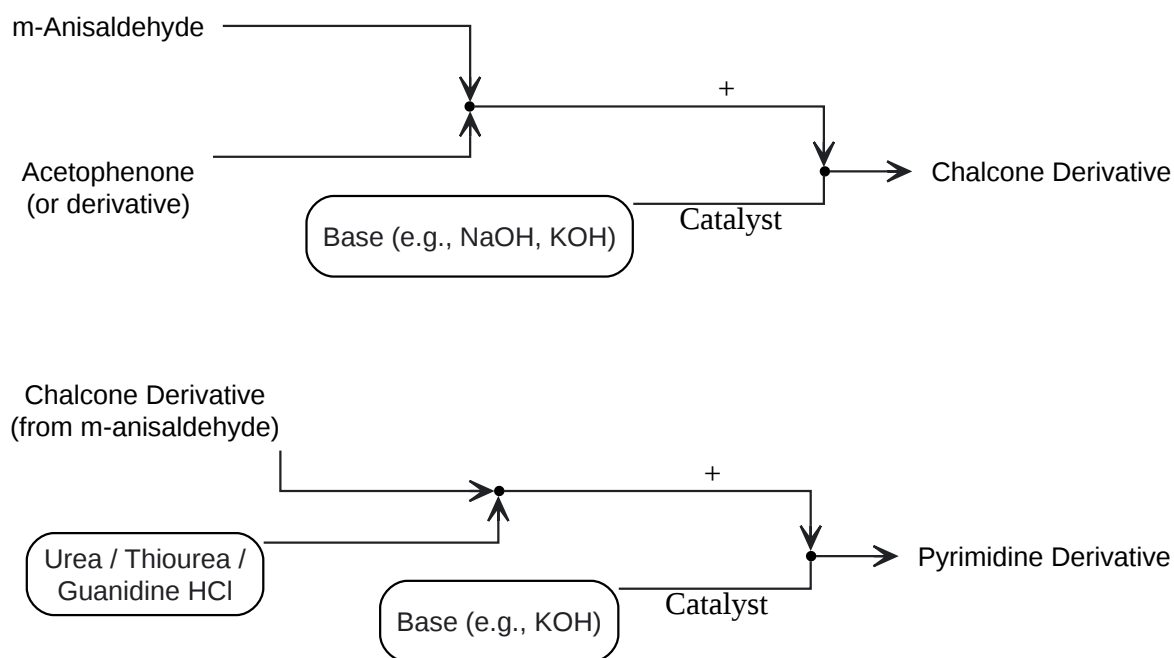 m-Anisaldehyde
+
Acetophenone
(or derivative)
Chalcone Derivative
Base (e.g., NaOH, KOH)
Catalyst
Chalcone Derivative
(from m-anisaldehyde)
+
Urea / Thiourea /
Guanidine HCl
Pyrimidine Derivative
Base (e.g., KOH)
Catalyst